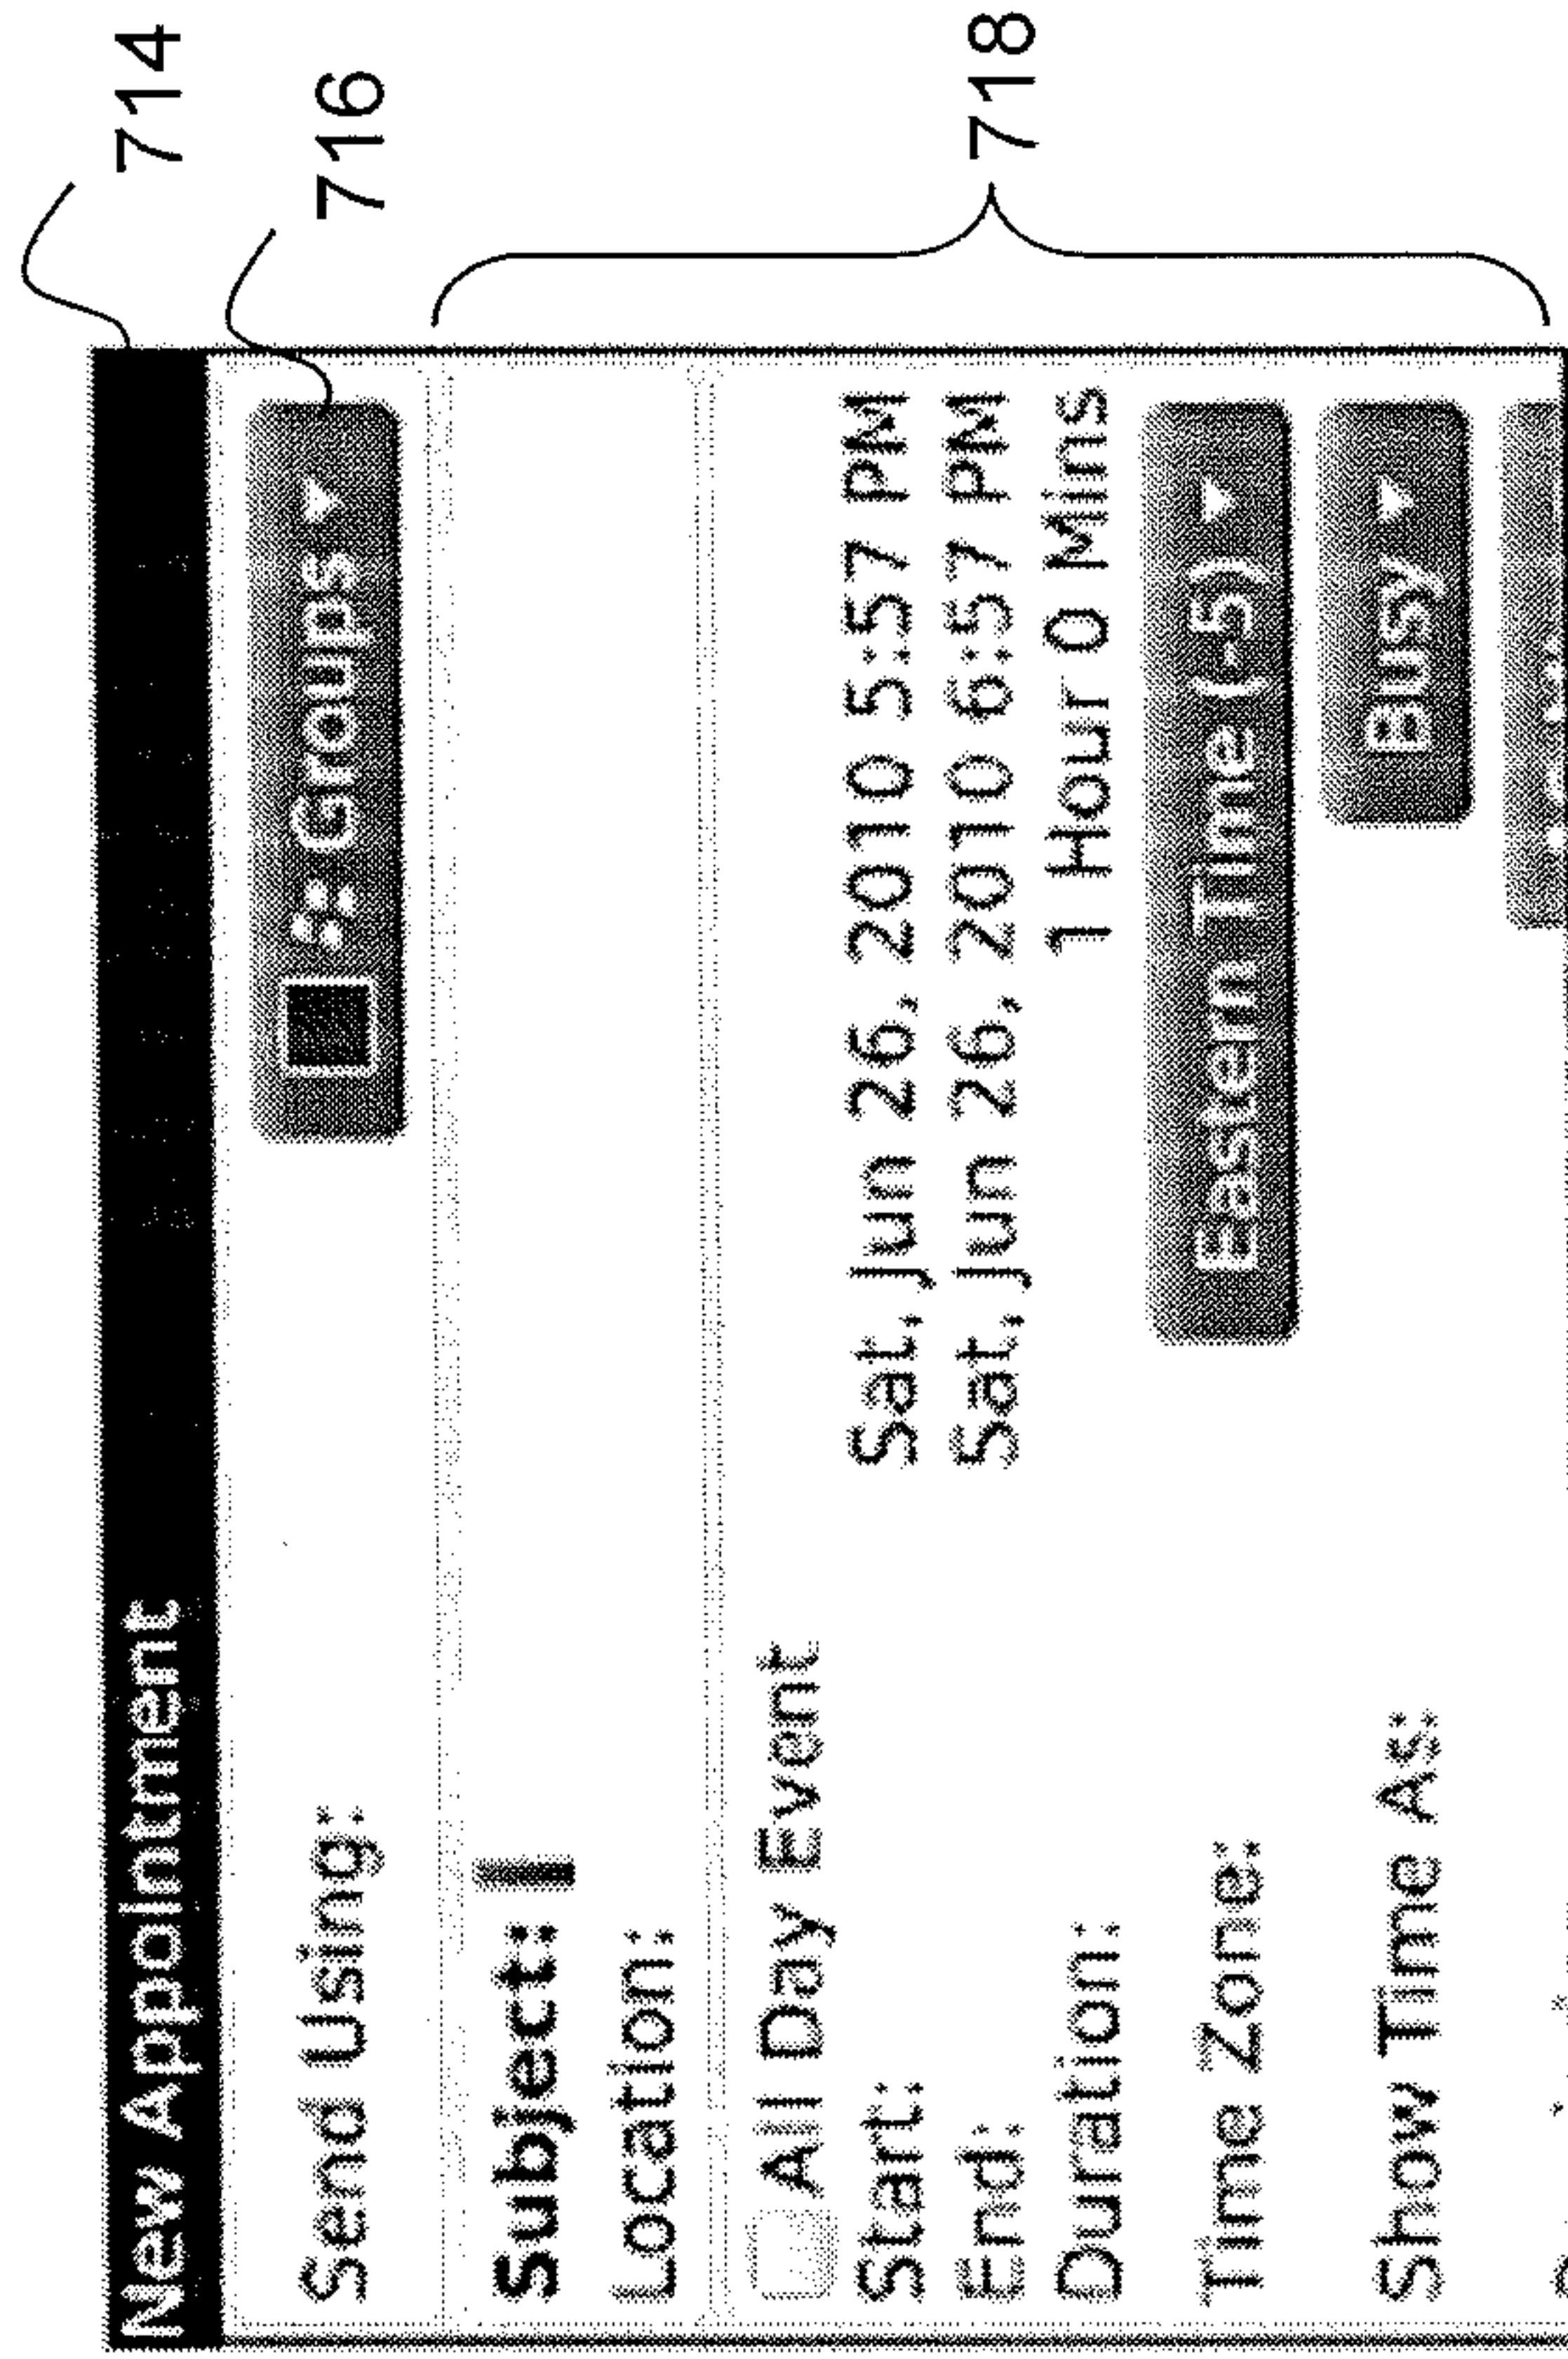 714
New Appointment
716
Send Using: Groups
Subject:
Location:
718
All Day Event
Start: Sat, Jun 26, 2010 5:57 PM
End: Sat, Jun 26, 2010 6:57 PM
Duration: 1 Hour 0 Mins
Time Zone: Eastern Time (-5)
Show Time As: Busy